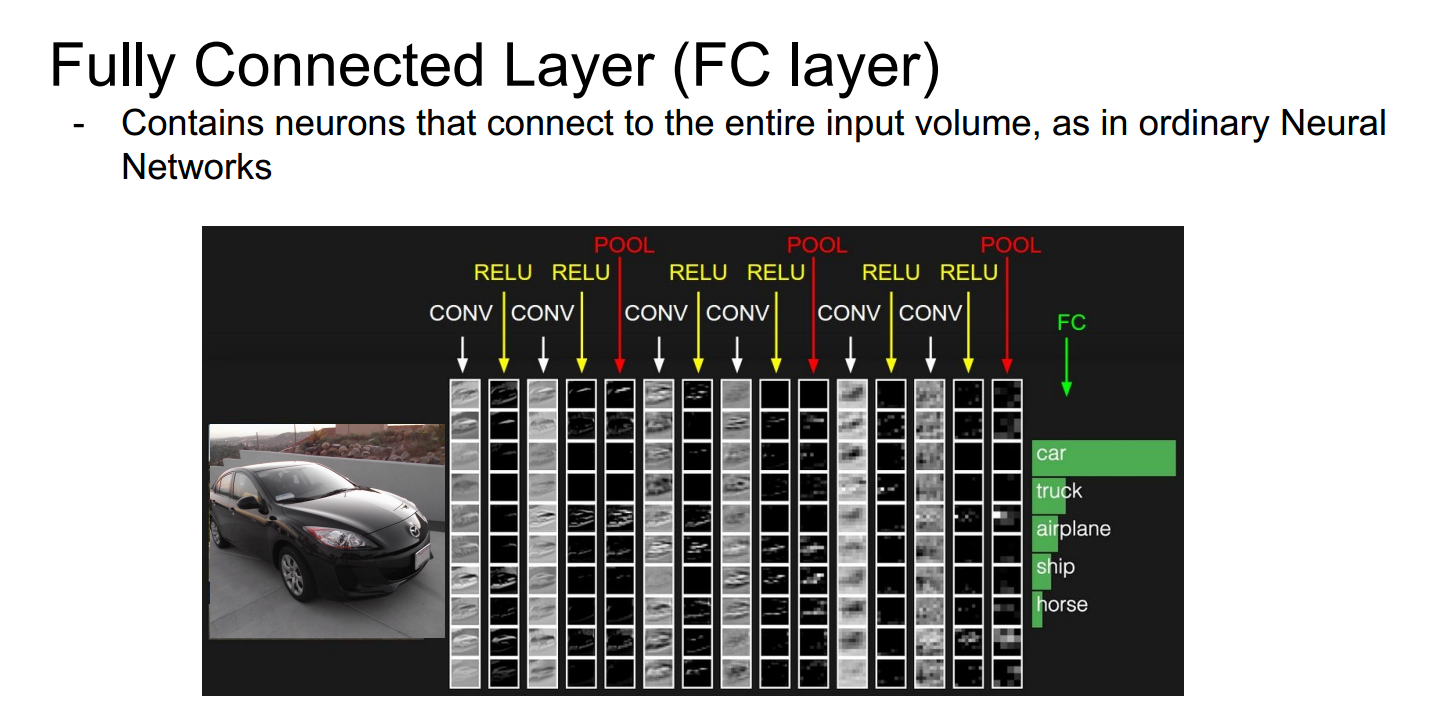 Fully Connected Layer (FC layer)
- Contains neurons that connect to the entire input volume, as in ordinary Neural
Networks
POOL POOL POOL
RELU RELU RELU RELU RELU RELU
CONV CONV CONV CONV CONV CONV
FC
car
truck
airplane
ship
horse